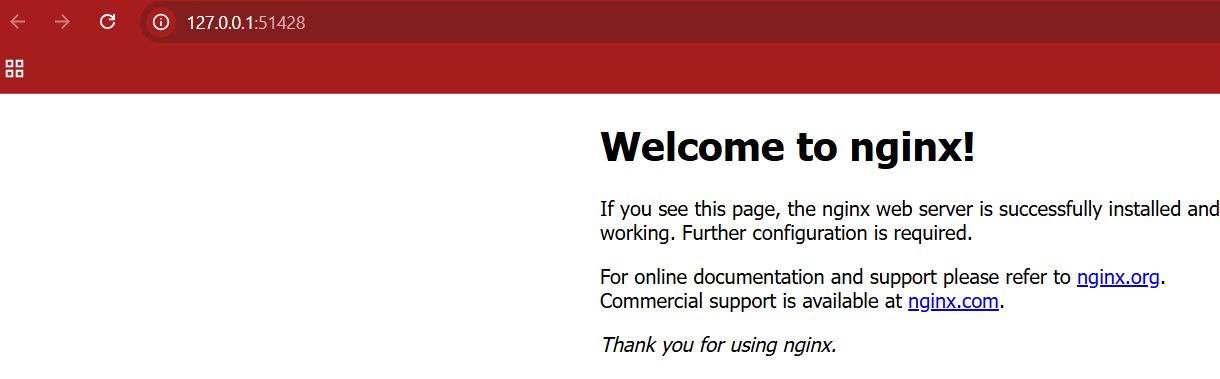 127.0.0.1:51428
Welcome to nginx!
If you see this page, the nginx web server is successfully installed and
working. Further configuration is required.
For online documentation and support please refer to nginx.org.
Commercial support is available at nginx.com.
Thank you for using nginx.